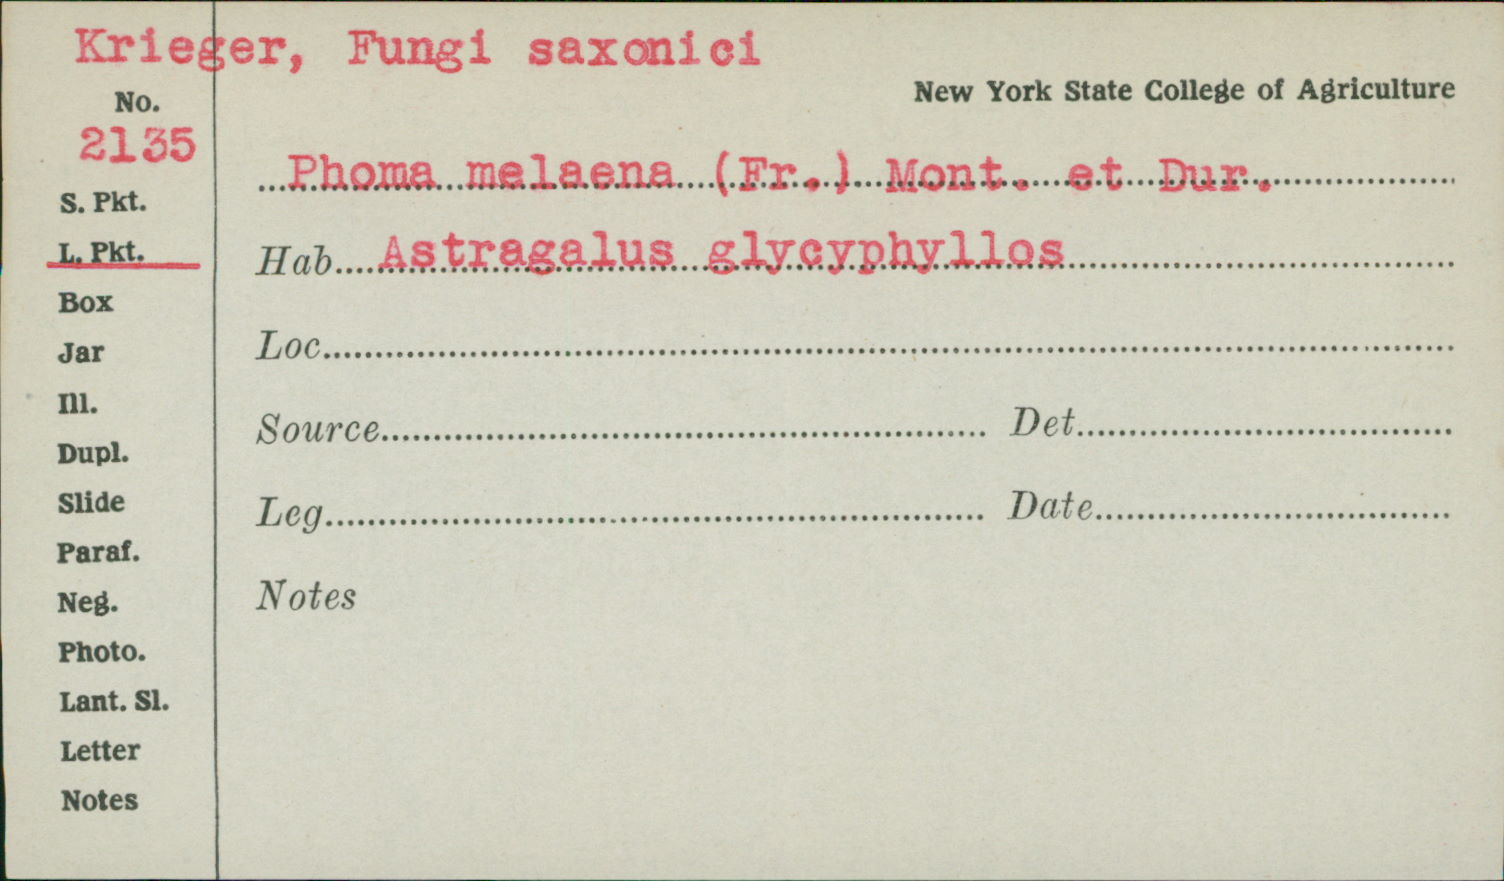 Krieger, Fungi saxonici
New York State College of Agriculture
No.
2135
Phoma melaena (Fr.) Mont. et Dur.
S. Pkt.
L. Pkt.
Hab. Astragalus glycyphyllos
Box
Jar
Loc.
Ill.
Source Det.
Dupl.
Slide
Leg. Date
Paraf.
Neg.
Notes
Photo.
Lant. Sl.
Letter
Notes